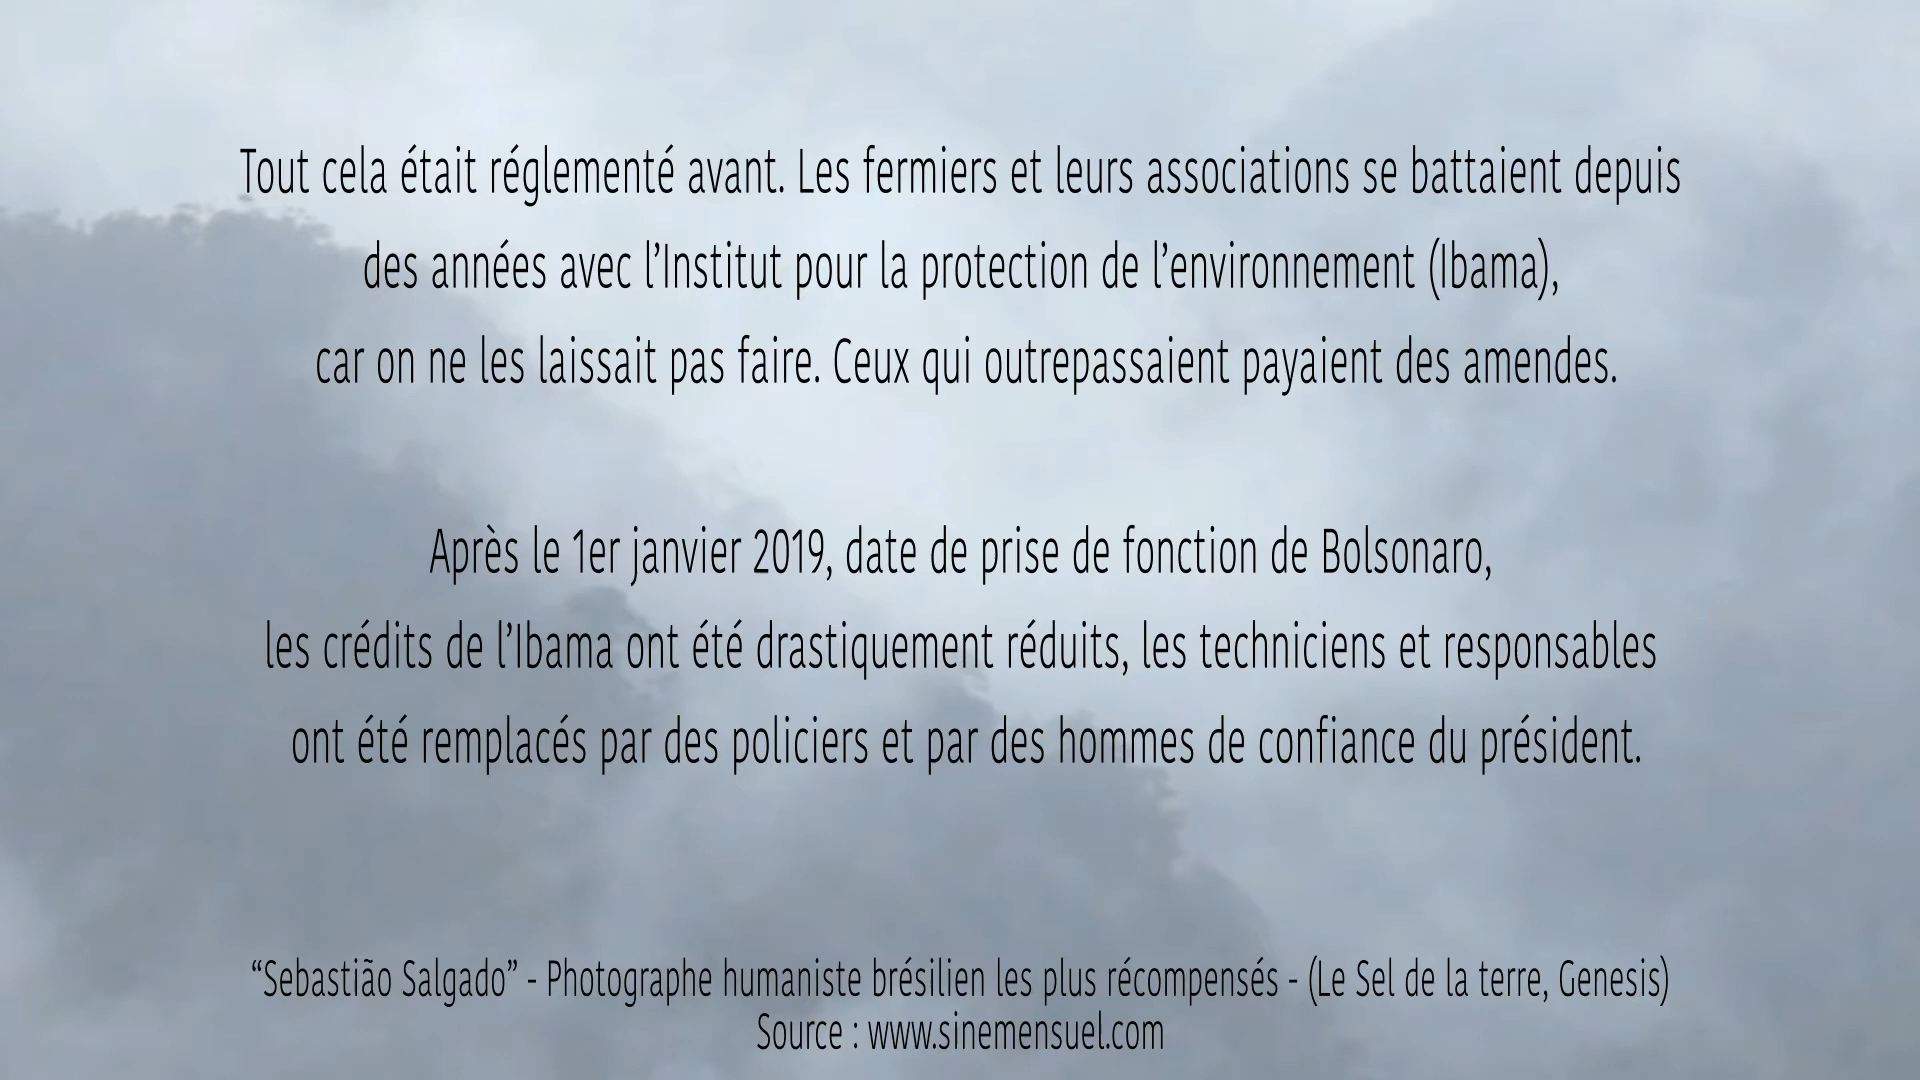 Tout cela était réglementé avant. Les fermiers et leurs associations se battaient depuis
des années avec l’Institut pour la protection de l’environnement (Ibama),
car on ne les laissait pas faire. Ceux qui outrepassaient payaient des amendes.
Après le 1er janvier 2019, date de prise de fonction de Bolsonaro,
les crédits de l’Ibama ont été drastiquement réduits, les techniciens et responsables
ont été remplacés par des policiers et par des hommes de confiance du président.
“Sebastião Salgado” - Photographe humaniste brésilien les plus récompensés - (Le Sel de la terre, Genesis)
Source : www.sinemensuel.com